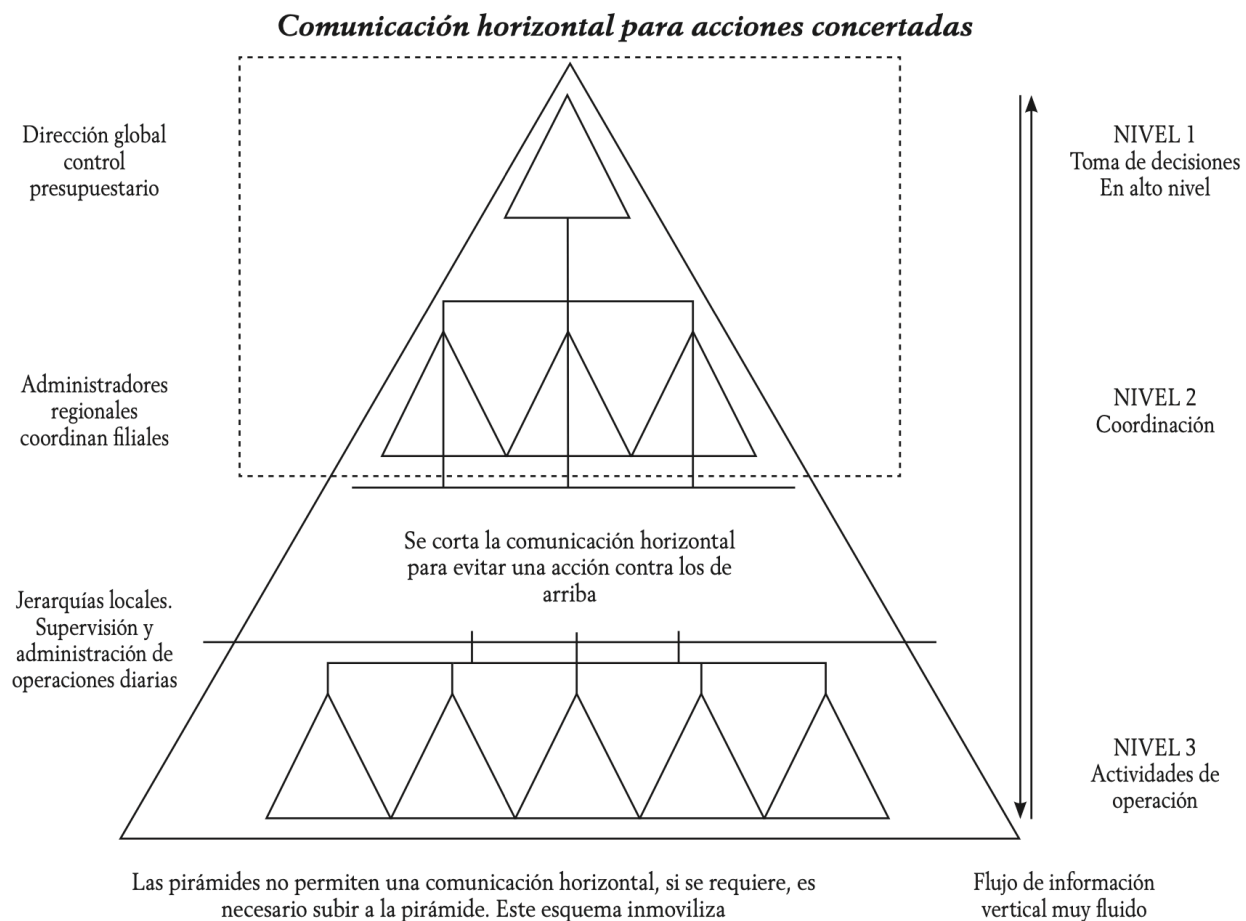 Comunicación horizontal para acciones concertadas
Dirección global
control
presupuestario
NIVEL 1
Toma de decisiones
En alto nivel
Administradores
regionales
coordinan filiales
NIVEL 2
Coordinación
Se corta la comunicación horizontal
para evitar una acción contra los de
arriba
Jerarquías locales.
Supervisión y
administración de
operaciones diarias
NIVEL 3
Actividades de
operación
Las pirámides no permiten una comunicación horizontal, si se requiere, es
necesario subir a la pirámide. Este esquema inmoviliza
Flujo de información
vertical muy fluido